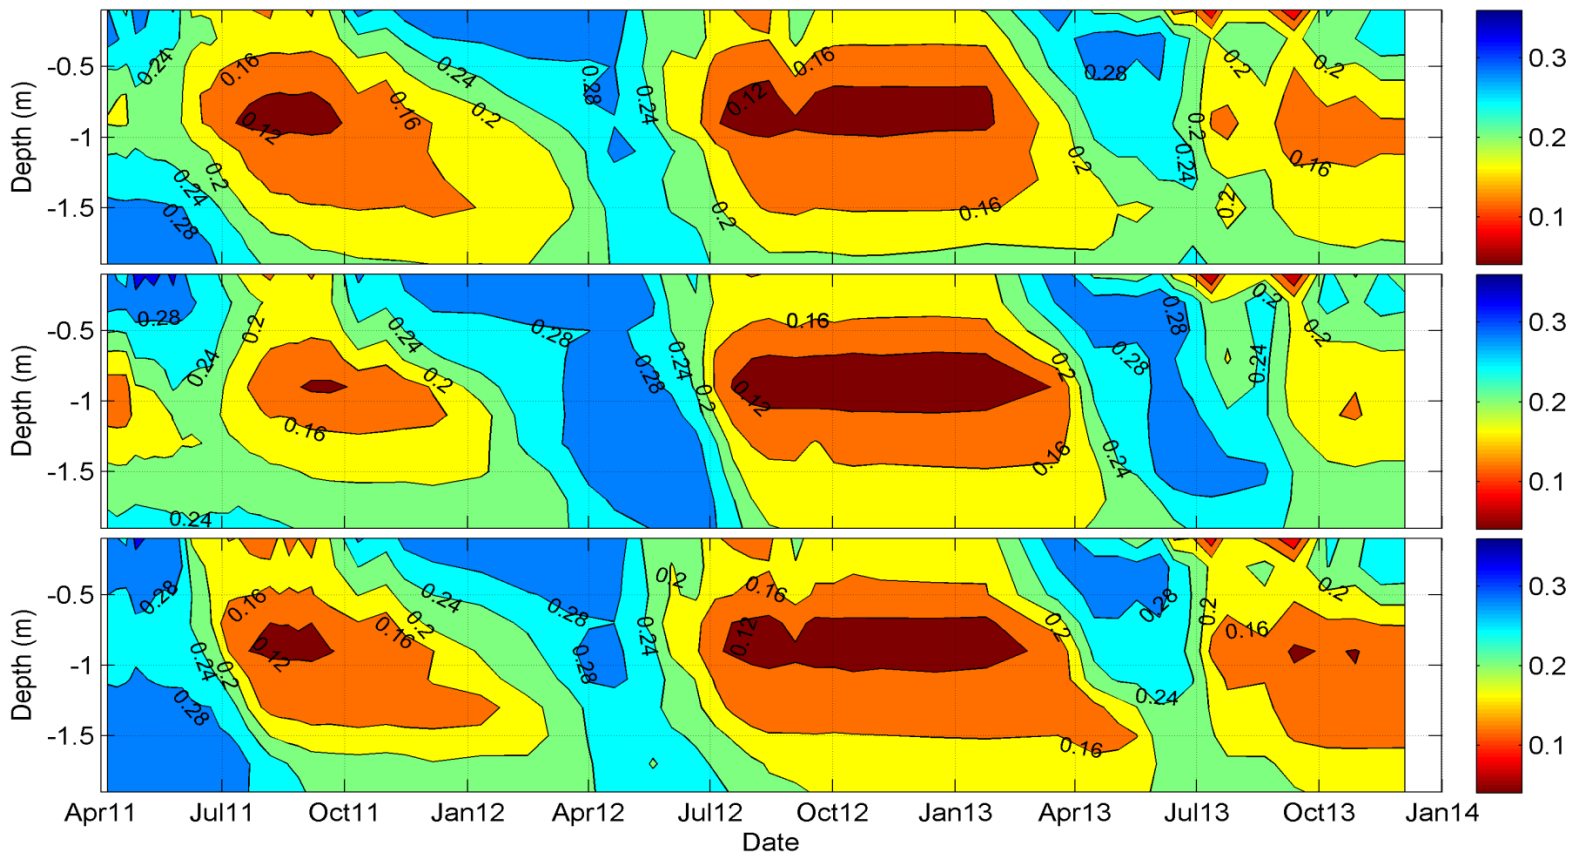 0.24 0.16 0.12 0.16 0.2 0.24 0.28 0.24 0.12 0.16 0.28 0.2 0.2 0.3
-0.5
Depth (m)
-1
-1.5
0.2 0.24 0.28 0.2 0.16 0.2 0.2 0.24 0.2 0.16 0.2
0.1
0.28 0.2 0.24 0.24 0.28 0.16 0.28 0.2 0.2 0.3
-0.5
Depth (m)
-1
-1.5
0.16 0.2 0.24 0.28 0.24 0.2 0.12 0.2 0.28 0.24 0.16 0.24 0.2
0.24 0.1
0.28 0.16 0.24 0.28 0.2 0.16 0.28 0.2 0.2 0.3
-0.5
Depth (m)
-1
-1.5
0.24 0.2 0.12 0.16 0.2 0.28 0.24 0.12 0.2 0.24 0.16 0.2
0.28 0.16 0.1
Apr11 Jul11 Oct11 Jan12 Apr12 Jul12 Oct12 Jan13 Apr13 Jul13 Oct13 Jan14
Date